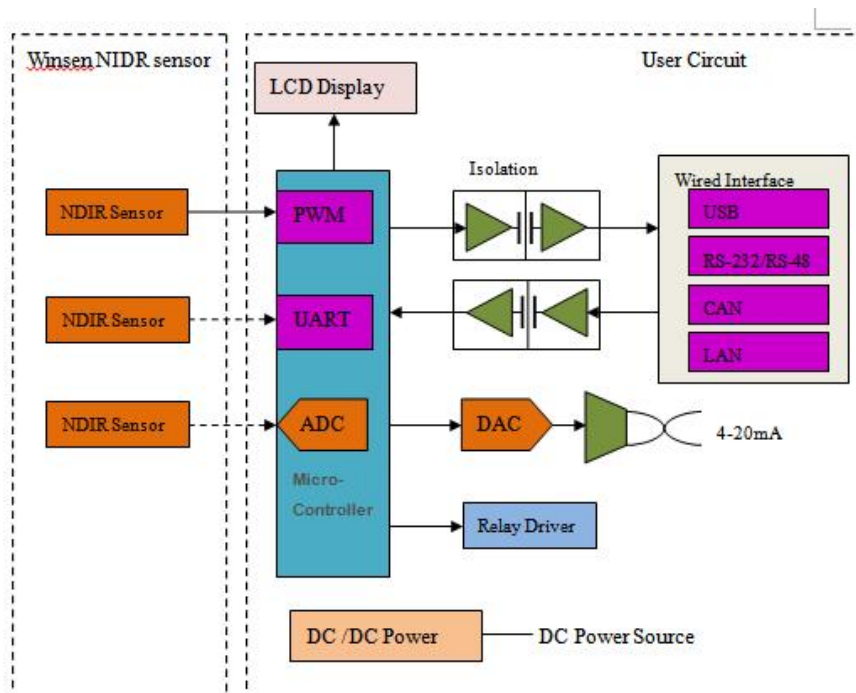 Winsen NIDR sensor
User Circuit
LCD Display
Isolation
Wired Interface
NDIR Sensor
PWM
USB
RS-232/RS-48
NDIR Sensor
UART
CAN
LAN
NDIR Sensor
ADC
DAC
4-20mA
Micro-
Controller
Relay Driver
DC /DC Power
DC Power Source